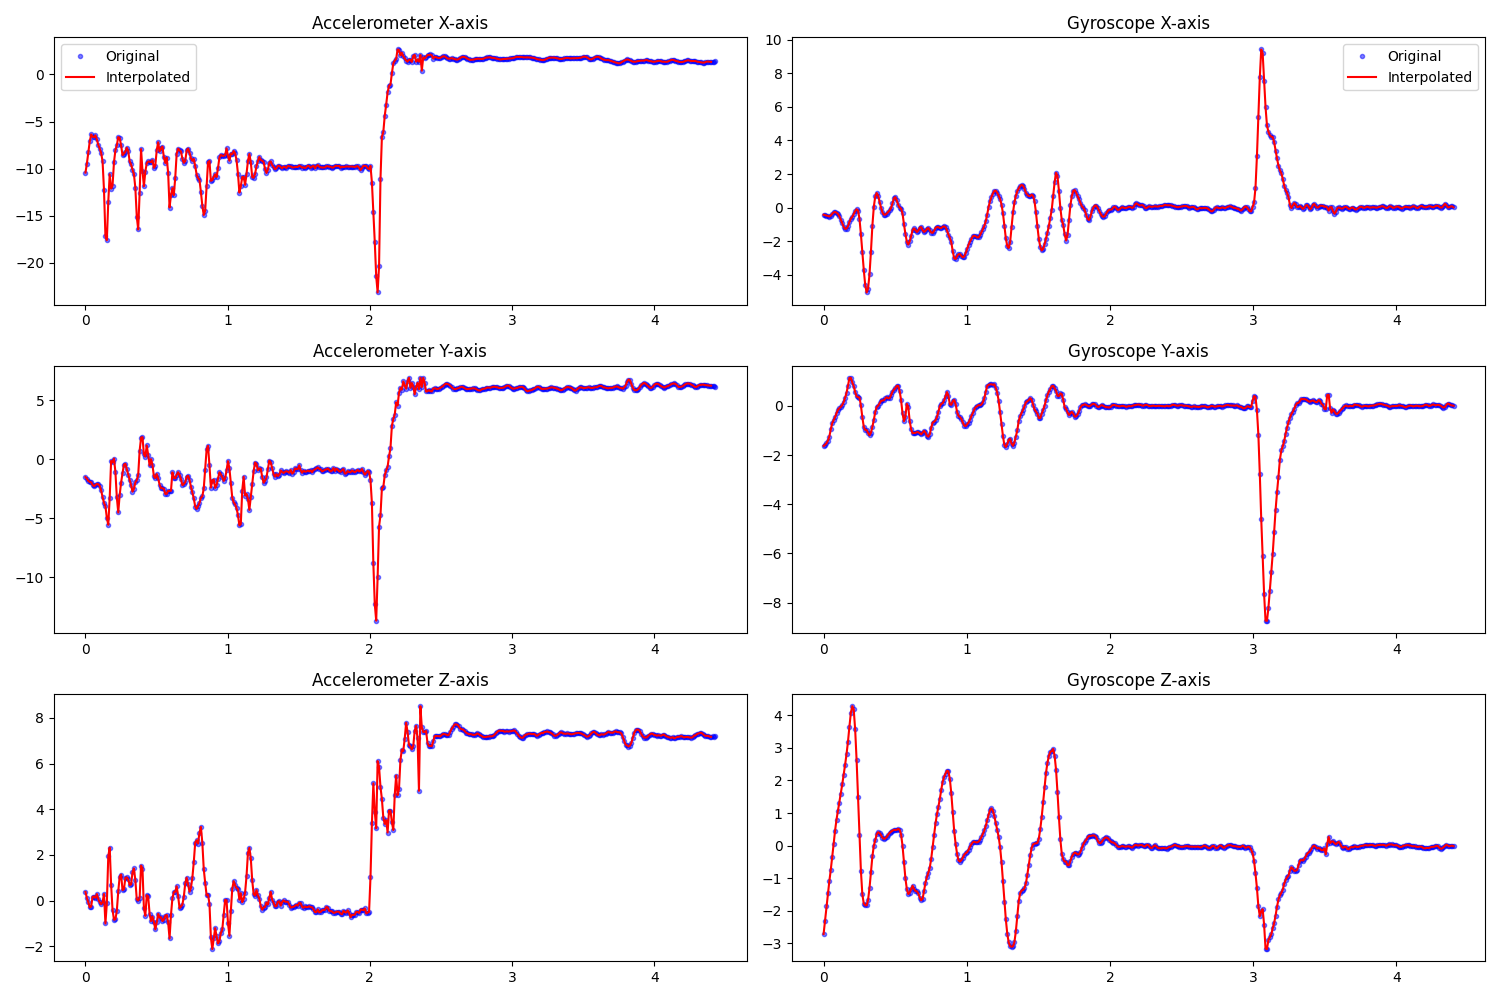 Accelerometer X-axis
Original
Interpolated
0
−5
−10
−15
−20
0 1 2 3 4
Gyroscope X-axis
Original
Interpolated
10
8
6
4
2
0
−2
−4
0 1 2 3 4
Accelerometer Y-axis
5
0
−5
−10
0 1 2 3 4
Gyroscope Y-axis
0
−2
−4
−6
−8
0 1 2 3 4
Accelerometer Z-axis
8
6
4
2
0
−2
0 1 2 3 4
Gyroscope Z-axis
4
3
2
1
0
−1
−2
−3
0 1 2 3 4